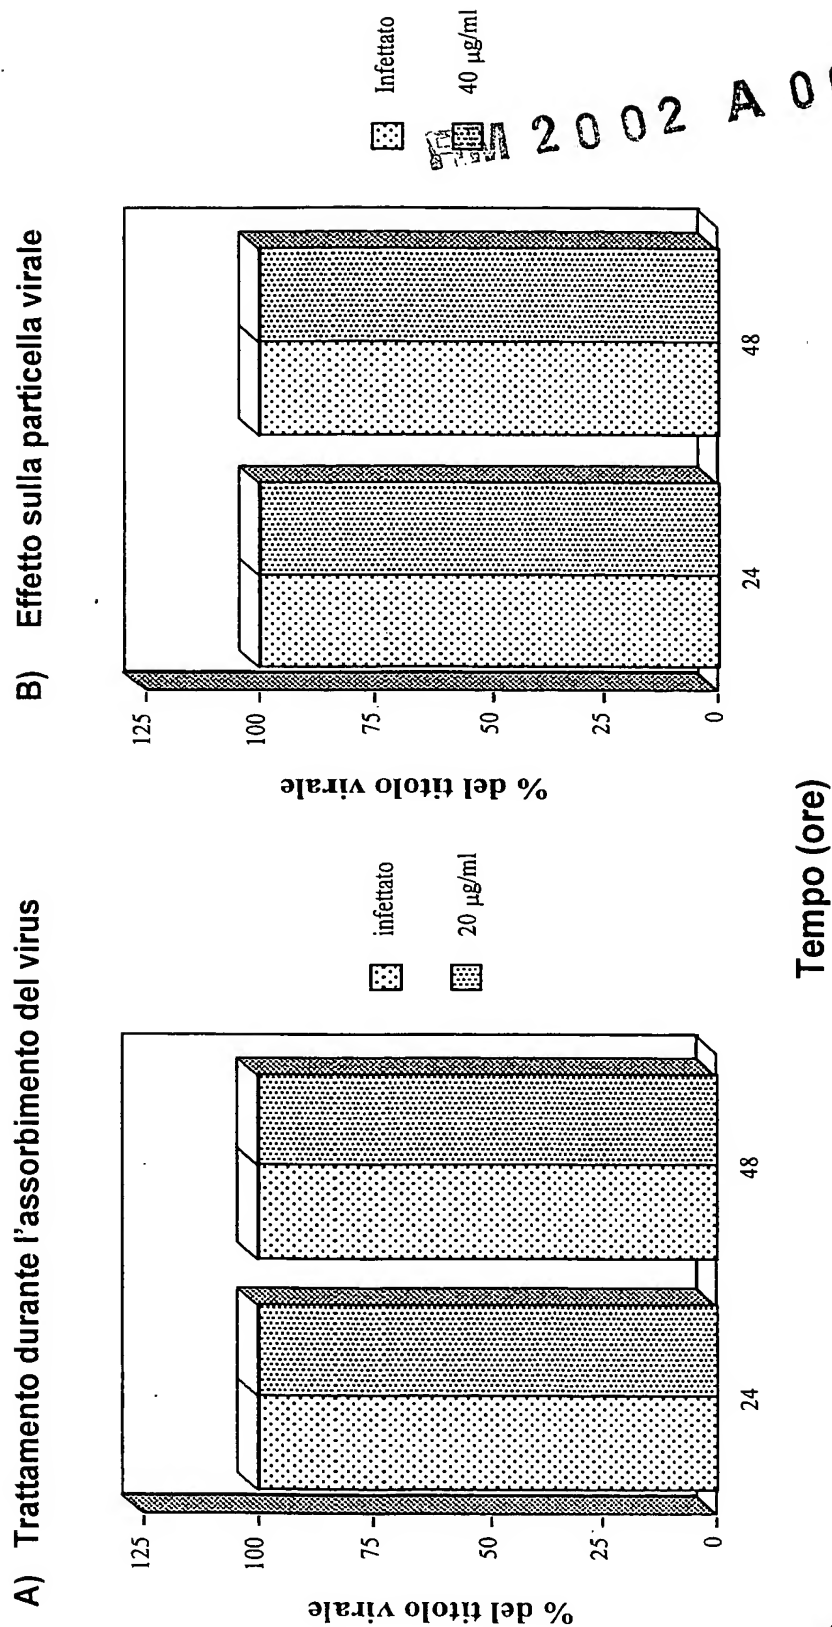 A) Trattamento durante l'assorbimento del virus
% del titolo virale
125
100
75
50
25
0
24
48
infettato
20 µg/ml
B) Effetto sulla particella virale
% del titolo virale
125
100
75
50
25
0
24
48
Infettato
40 µg/ml
2002 A
Tempo (ore)